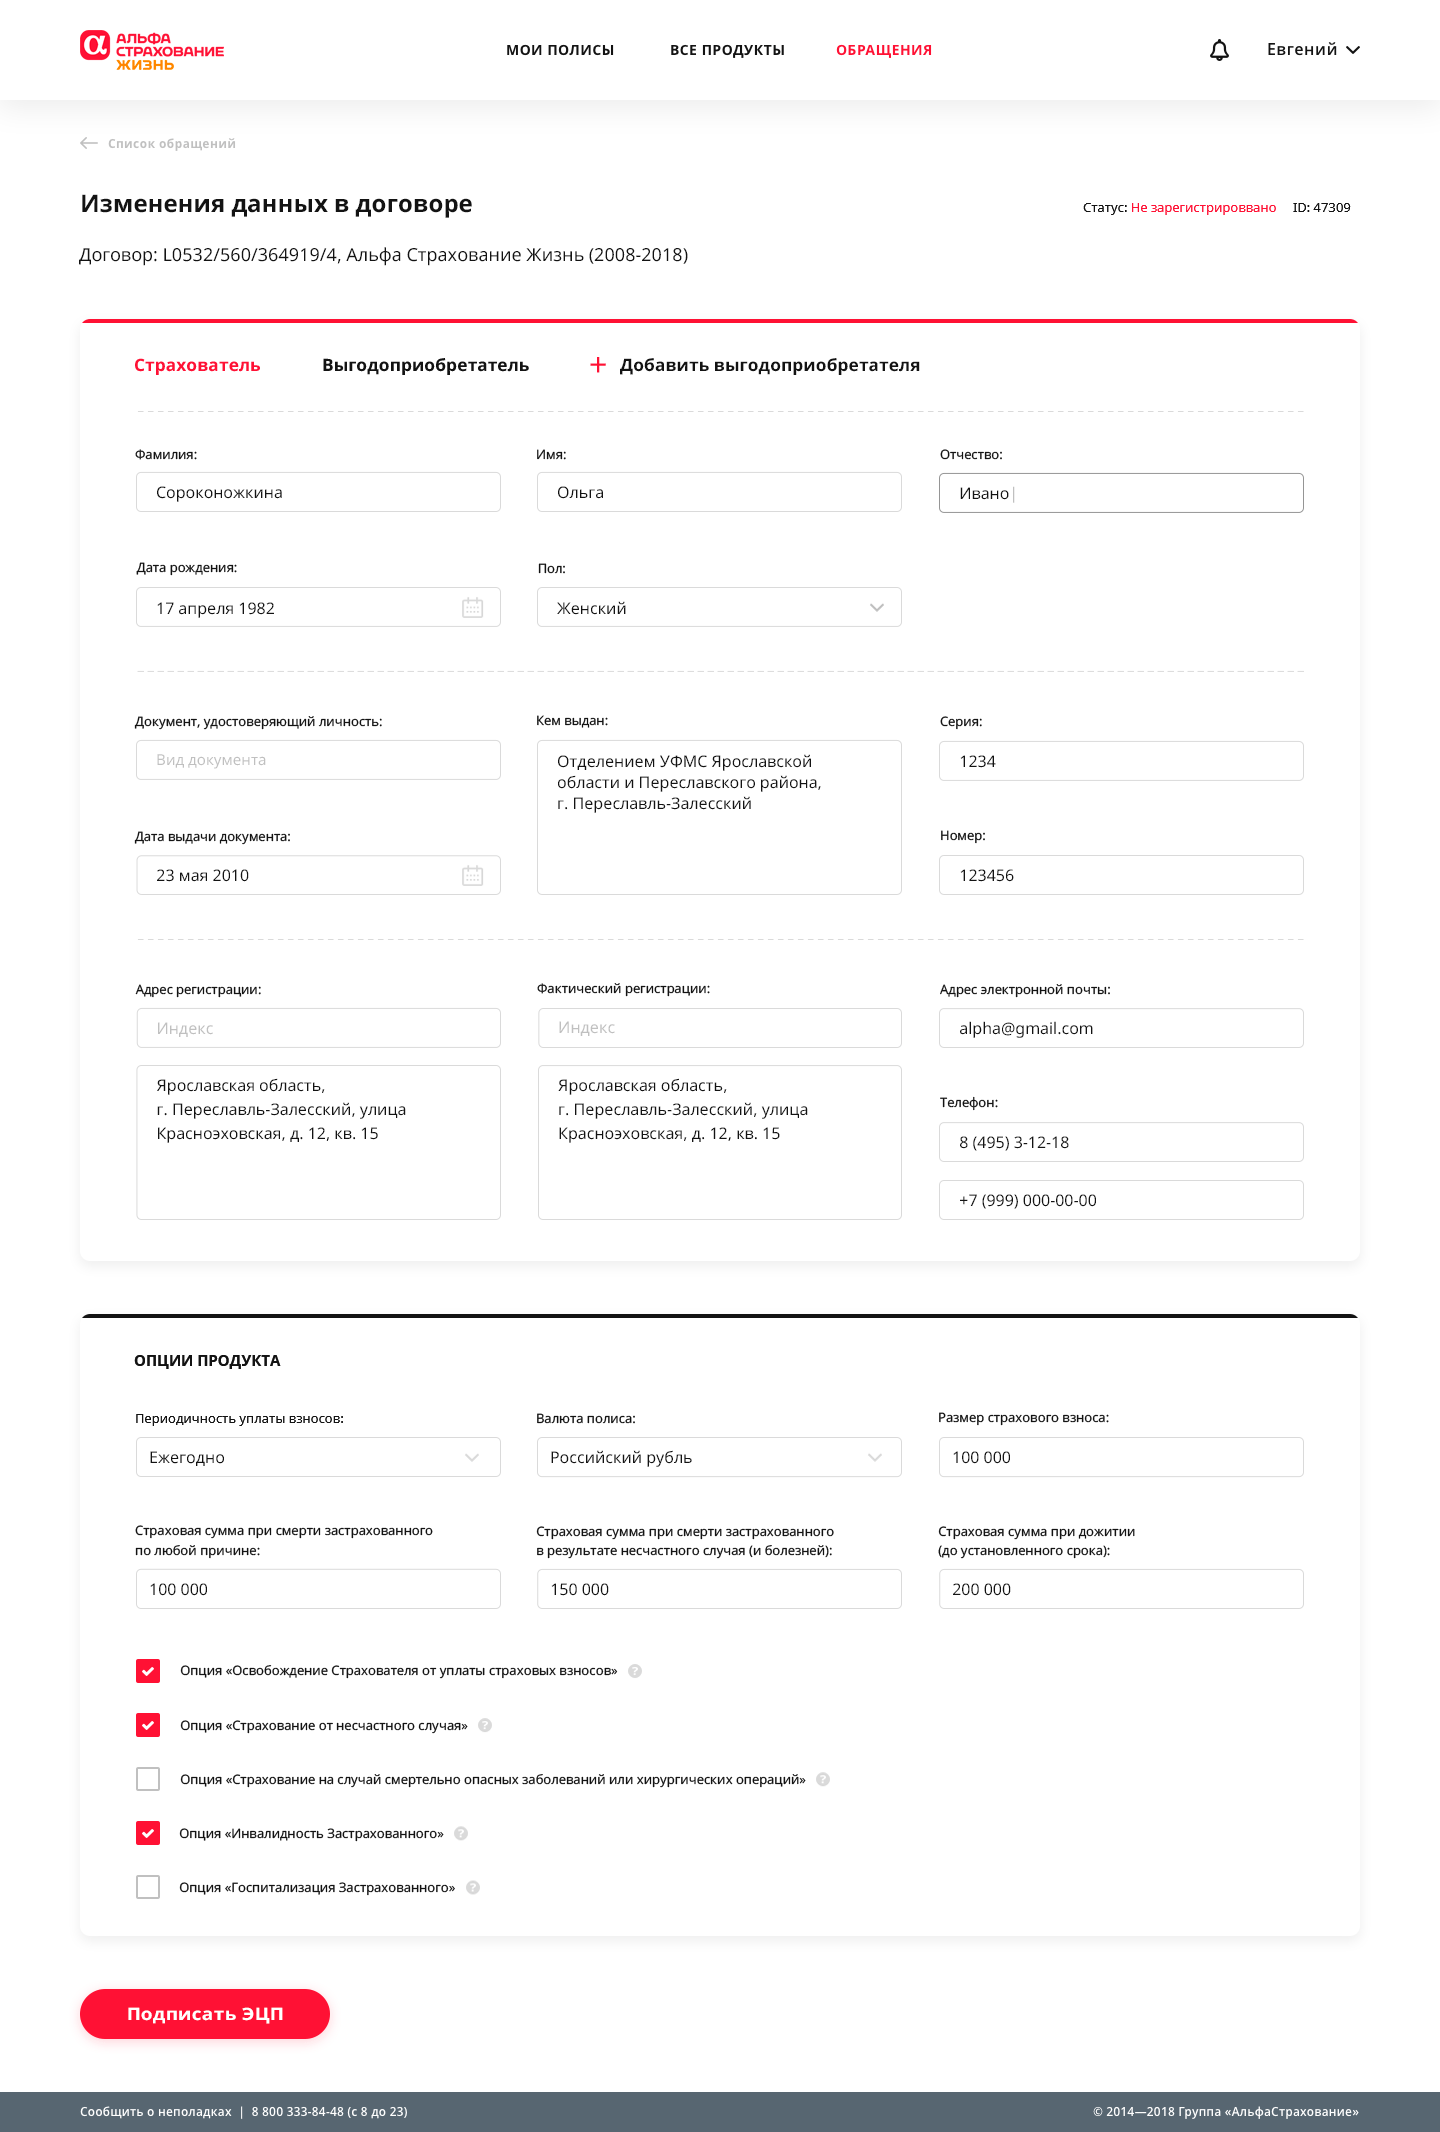 α АЛЬФА
СТРАХОВАНИЕ
ЖИЗНЬ
МОИ ПОЛИСЫ ВСЕ ПРОДУКТЫ ОБРАЩЕНИЯ
Евгений
Список обращений
Изменения данных в договоре
Статус: Не зарегистрироввано ID: 47309
Договор: L0532/560/364919/4, Альфа Страхование Жизнь (2008-2018)
Страхователь Выгодоприобретатель + Добавить выгодоприобретателя
Фамилия: Имя: Отчество:
Сороконожкина Ольга Ивано
Дата рождения: Пол:
17 апреля 1982 Женский
Документ, удостоверяющий личность: Кем выдан: Серия:
Вид документа Отделением УФМС Ярославской 1234
области и Переславского района,
г. Переславль-Залесский
Дата выдачи документа: Номер:
23 мая 2010 123456
Адрес регистрации: Фактический регистрации: Адрес электронной почты:
Индекс Индекс alpha@gmail.com
Ярославская область, Ярославская область,
г. Переславль-Залесский, улица г. Переславль-Залесский, улица Телефон:
Красноэховская, д. 12, кв. 15 Красноэховская, д. 12, кв. 15 8 (495) 3-12-18
+7 (999) 000-00-00
ОПЦИИ ПРОДУКТА
Периодичность уплаты взносов: Валюта полиса: Размер страхового взноса:
Ежегодно Российский рубль 100 000
Страховая сумма при смерти застрахованного Страховая сумма при смерти застрахованного Страховая сумма при дожитии
по любой причине: в результате несчастного случая (и болезней): (до установленного срока):
100 000 150 000 200 000
Опция «Освобождение Страхователя от уплаты страховых взносов» ?
Опция «Страхование от несчастного случая» ?
Опция «Страхование на случай смертельно опасных заболеваний или хирургических операций» ?
Опция «Инвалидность Застрахованного» ?
Опция «Госпитализация Застрахованного» ?
Подписать ЭЦП
Сообщить о неполадках | 8 800 333-84-48 (с 8 до 23) © 2014—2018 Группа «АльфаСтрахование»